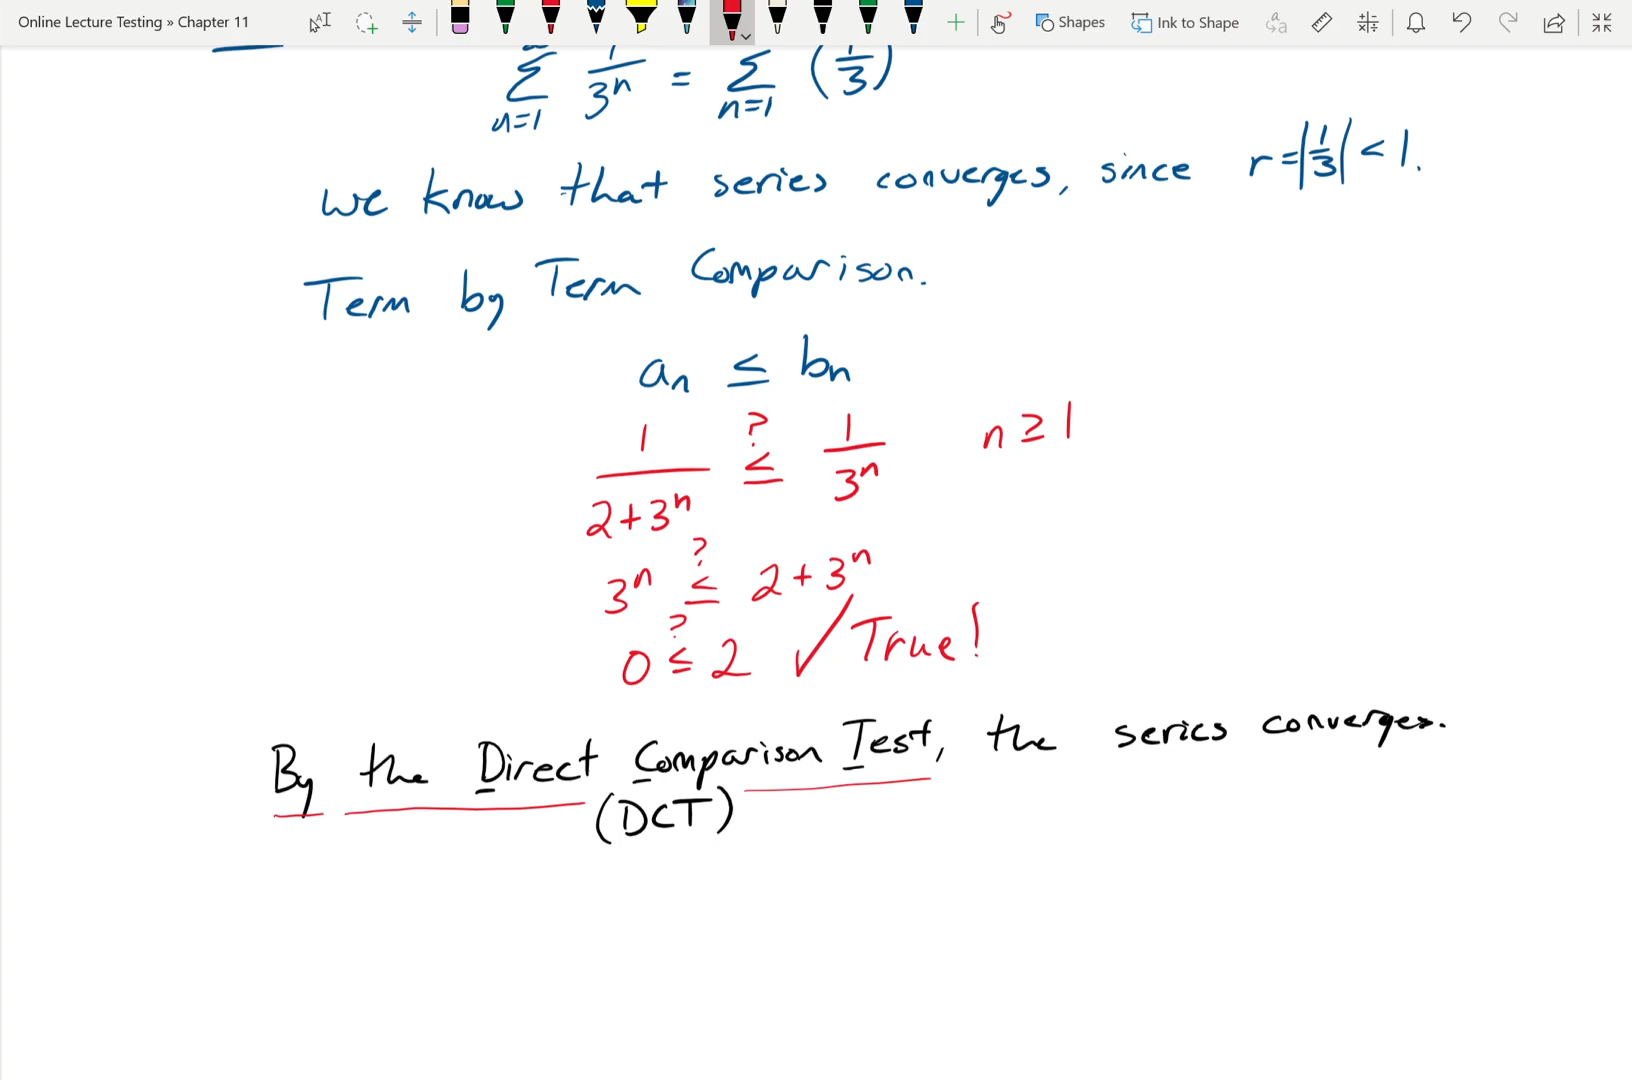 Online Lecture Testing » Chapter 11
Shapes
Ink to Shape
∑ n=1 1/3ⁿ = ∑ n=1 (1/3)
we know that series converges, since r=|1/3| < 1.
Term by Term Comparison.
aₙ ≤ bₙ
1/(2+3ⁿ) ≤? 1/3ⁿ n ≥ 1
3ⁿ ≤? 2+3ⁿ
0 ≤? 2 ✓ True!
By the Direct Comparison Test, the series converges.
(DCT)